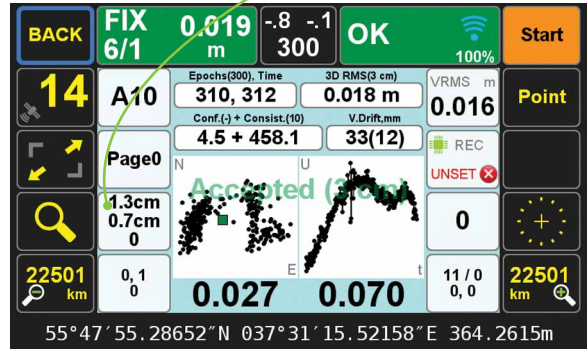 BACK
FIX 0.019
6/1 m
-.8 -.1
300
OK
100%
Start
14
A10
Epochs(300), Time
310, 312
3D RMS(3 cm)
0.018 m
VRMS m
0.016
Point
Conf.(-) + Consist.(10)
4.5 + 458.1
V.Drift,mm
33(12)
Page0
REC
UNSET
N
U
Accepted (3 cm)
1.3cm
0.7cm
0
0
E
t
22501
km
0, 1
0
0.027
0.070
11 / 0
0, 0
22501
km
55°47′55.28652″N 037°31′15.52158″E 364.2615m